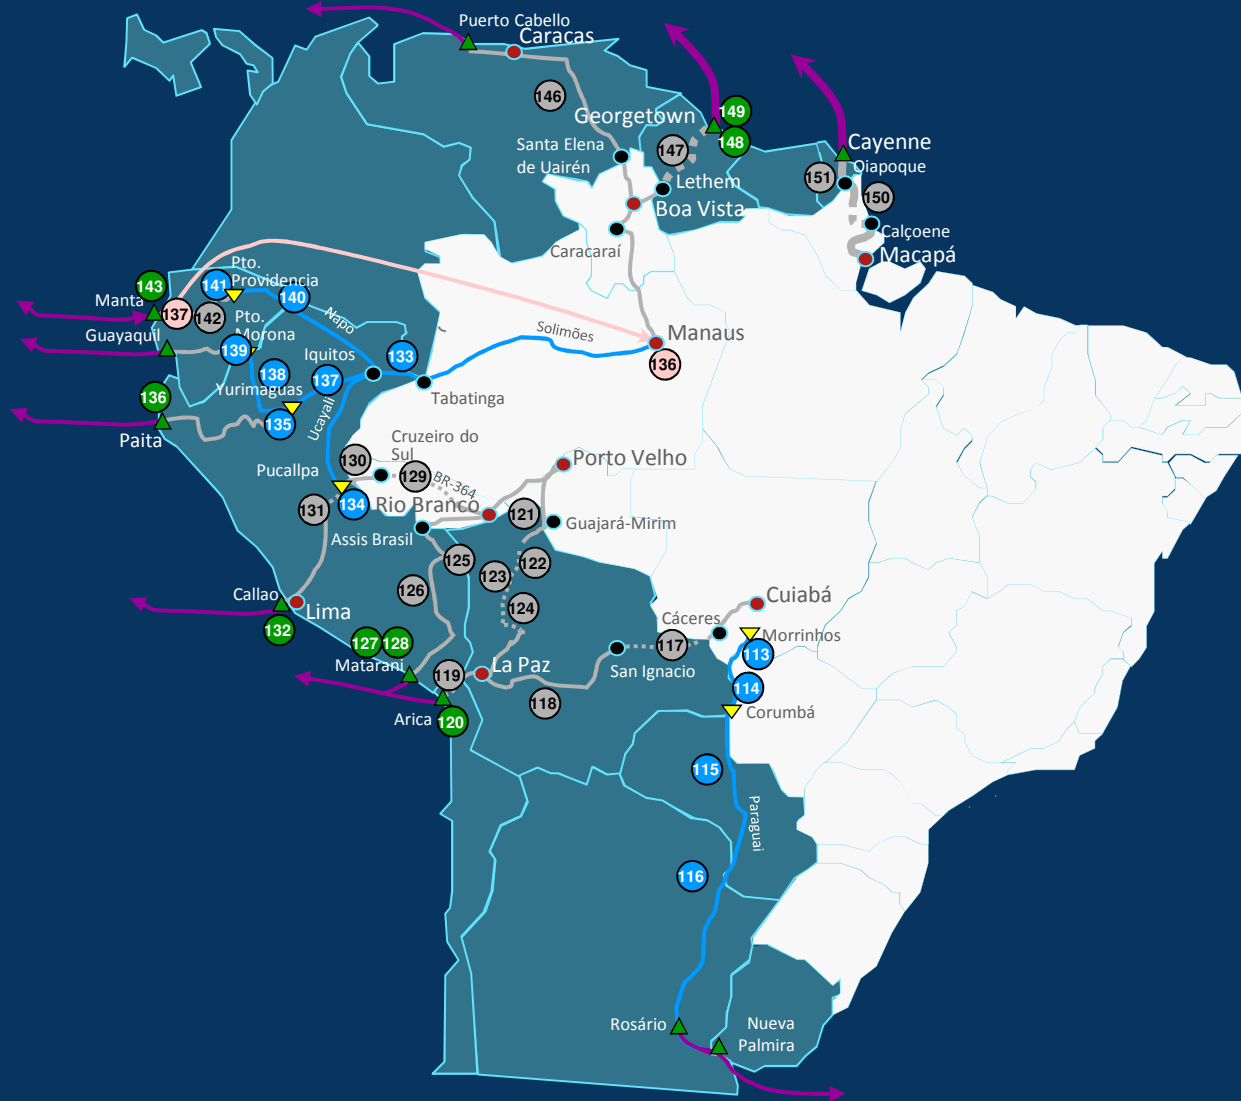 Puerto Cabello
Caracas
146
Georgetown
149
148
147
Santa Elena
de Uairén
Cayenne
Oiapoque
151
150
Lethem
Boa Vista
Calçoene
Macapá
Caracaraí
143
141
Pto.
Providencia
140
Manta
137
142
Napo
Pto.
Morona
Guayaquil
139
Iquitos
133
Solimões
Manaus
136
138
137
Yurimaguas
Tabatinga
136
135
Ucayali
Paita
Cruzeiro do
Sul
130
129
BR-364
Porto Velho
Pucallpa
134
Rio Branco
131
121
Guajará-Mirim
Assis Brasil
125
122
123
126
124
Callao
Lima
132
Cuiabá
Cáceres
Morrinhos
127
128
117
113
Matarani
119
La Paz
San Ignacio
114
118
Arica
120
Corumbá
115
Paraguai
116
Rosário
Nueva
Palmira